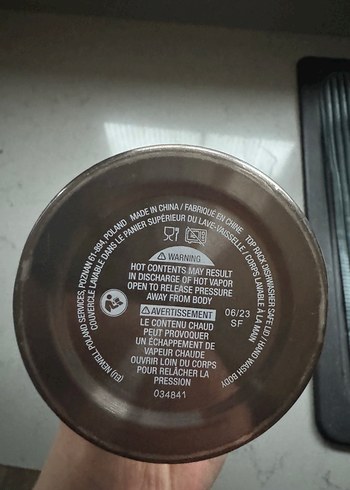 MADE IN CHINA / FABRIQUÉ EN CHINE
TOP RACK DISHWASHER SAFE LID / HAND WASH BODY
COUVERCLE LAVABLE DANS LE PANIER SUPÉRIEUR DU LAVE-VAISSELLE / CORPS LAVABLE À LA MAIN
(EU) NEWELL POLAND SERVICES, POZNAN 61-894, POLAND
WARNING
HOT CONTENTS MAY RESULT
IN DISCHARGE OF HOT VAPOR
OPEN TO RELEASE PRESSURE
AWAY FROM BODY
AVERTISSEMENT
LE CONTENU CHAUD
PEUT PROVOQUER
UN ÉCHAPPEMENT DE
VAPEUR CHAUDE
OUVRIR LOIN DU CORPS
POUR RELÂCHER LA
PRESSION
06/23
SF
034841